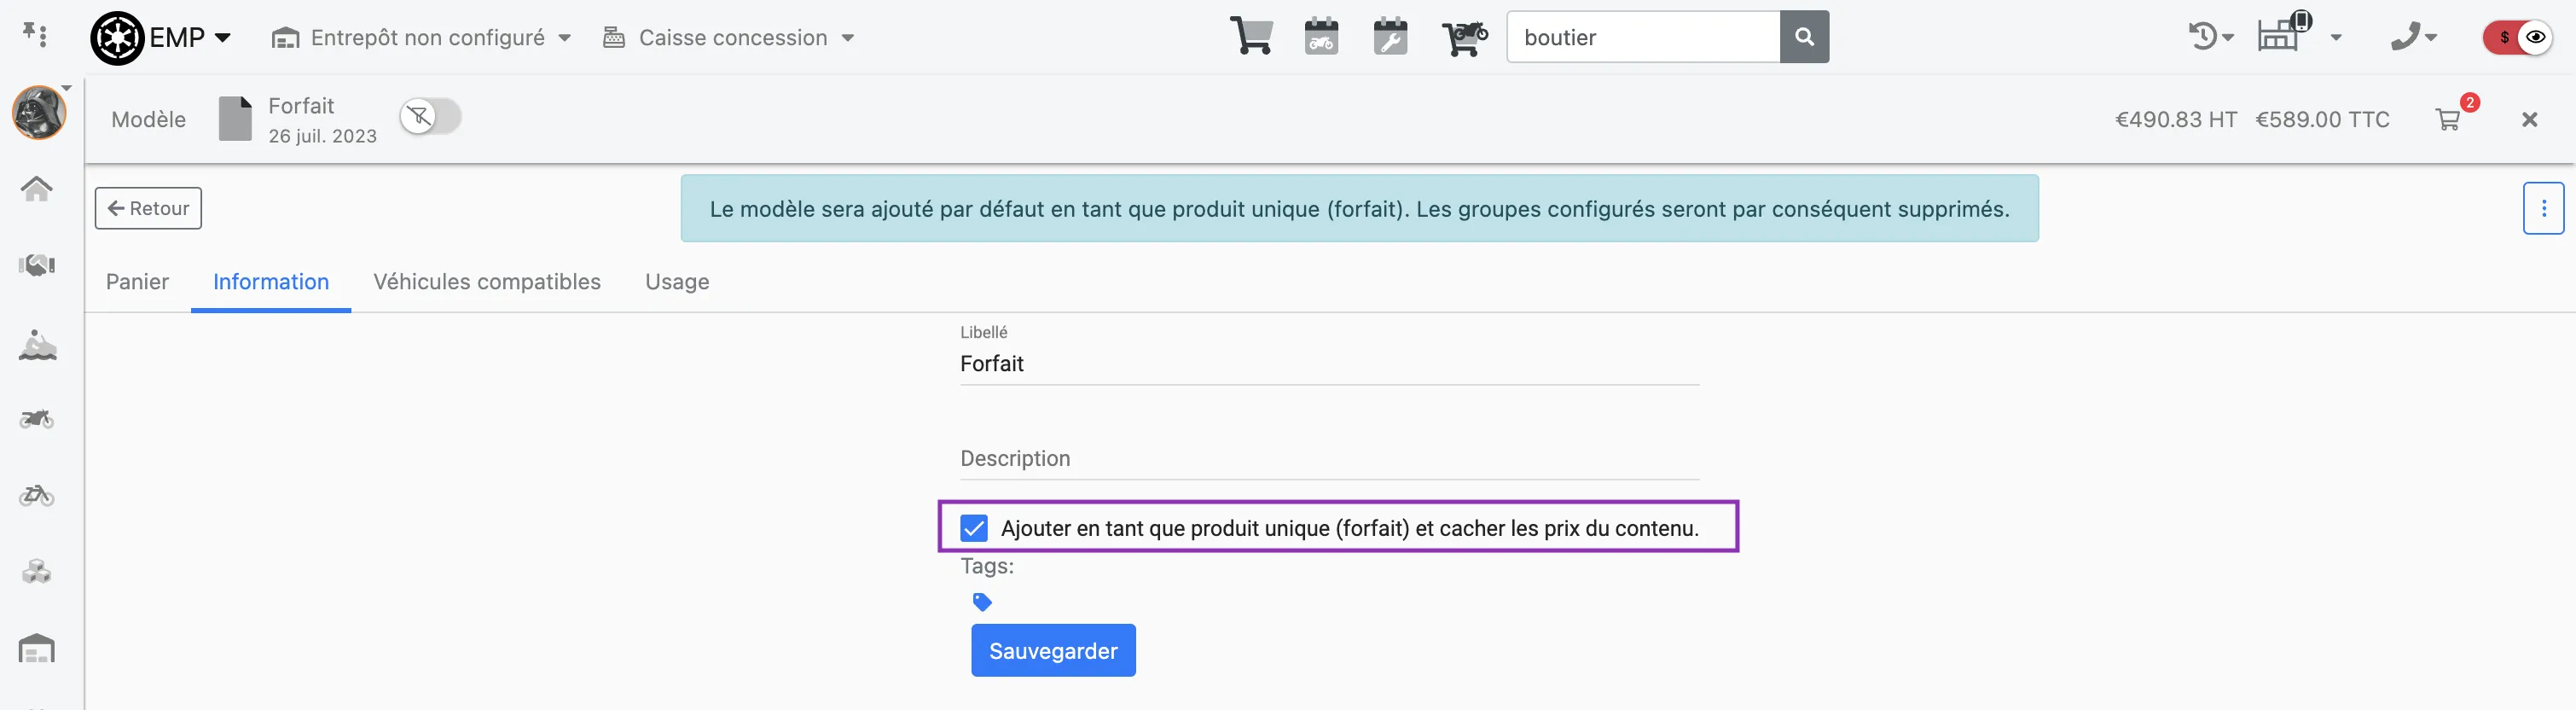 EMP
Entrepôt non configuré
Caisse concession
boutier
$
Modèle
Forfait
26 juil. 2023
€490.83 HT €589.00 TTC
2
Retour
Le modèle sera ajouté par défaut en tant que produit unique (forfait). Les groupes configurés seront par conséquent supprimés.
Panier
Information
Véhicules compatibles
Usage
Libellé
Forfait
Description
Ajouter en tant que produit unique (forfait) et cacher les prix du contenu.
Tags:
Sauvegarder